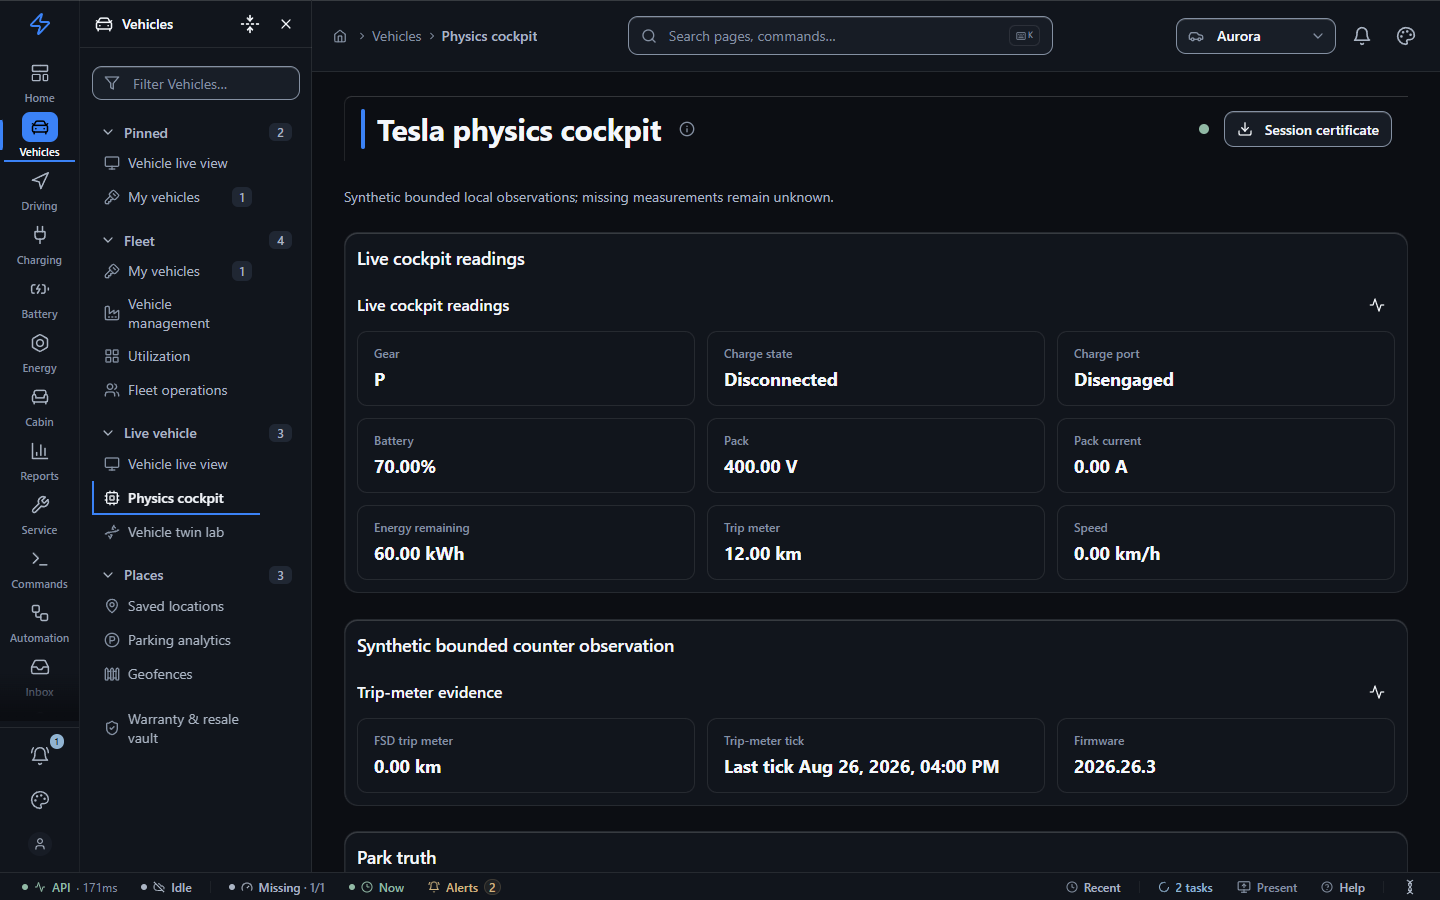 Vehicles
Vehicles
Physics cockpit
Search pages, commands...
K
Aurora
Home
Vehicles
Driving
Charging
Battery
Energy
Cabin
Reports
Service
Commands
Automation
Inbox
1
Filter Vehicles...
Pinned
2
Vehicle live view
My vehicles
1
Fleet
4
My vehicles
1
Vehicle
management
Utilization
Fleet operations
Live vehicle
3
Vehicle live view
Physics cockpit
Vehicle twin lab
Places
3
Saved locations
Parking analytics
Geofences
Warranty & resale
vault
Tesla physics cockpit
Session certificate
Synthetic bounded local observations; missing measurements remain unknown.
Live cockpit readings
Live cockpit readings
Gear
P
Charge state
Disconnected
Charge port
Disengaged
Battery
70.00%
Pack
400.00 V
Pack current
0.00 A
Energy remaining
60.00 kWh
Trip meter
12.00 km
Speed
0.00 km/h
Synthetic bounded counter observation
Trip-meter evidence
FSD trip meter
0.00 km
Trip-meter tick
Last tick Aug 26, 2026, 04:00 PM
Firmware
2026.26.3
Park truth
API · 171ms
Idle
Missing · 1/1
Now
Alerts 2
Recent
2 tasks
Present
Help